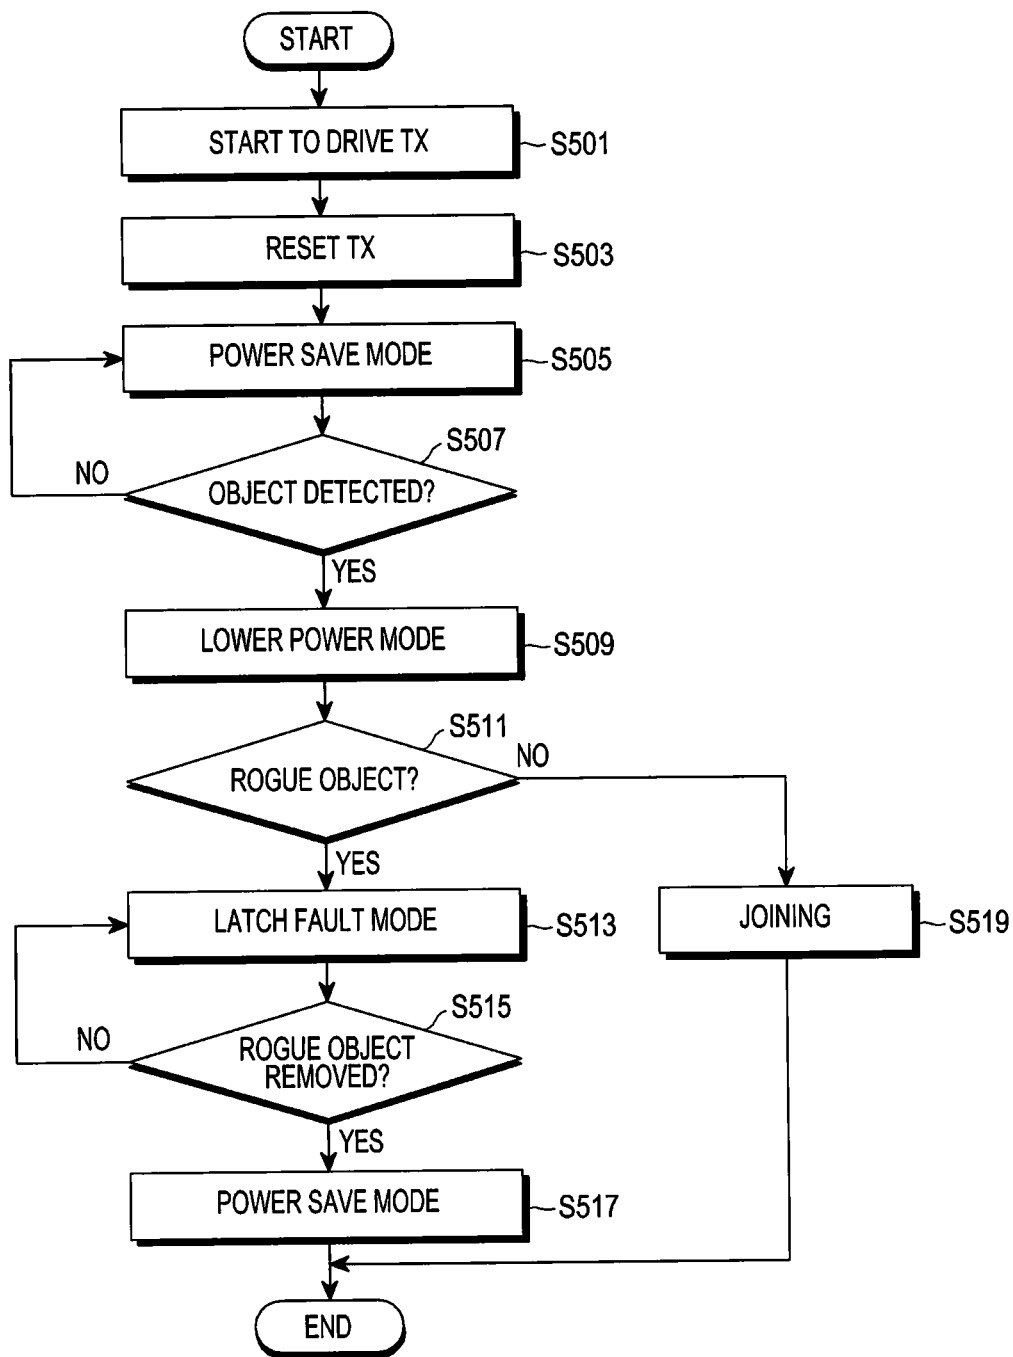 START
START TO DRIVE TX
S501
RESET TX
S503
POWER SAVE MODE
S505
S507
NO
OBJECT DETECTED?
YES
LOWER POWER MODE
S509
S511
NO
ROGUE OBJECT?
YES
LATCH FAULT MODE
S513
JOINING
S519
S515
NO
ROGUE OBJECT
REMOVED?
YES
POWER SAVE MODE
S517
END